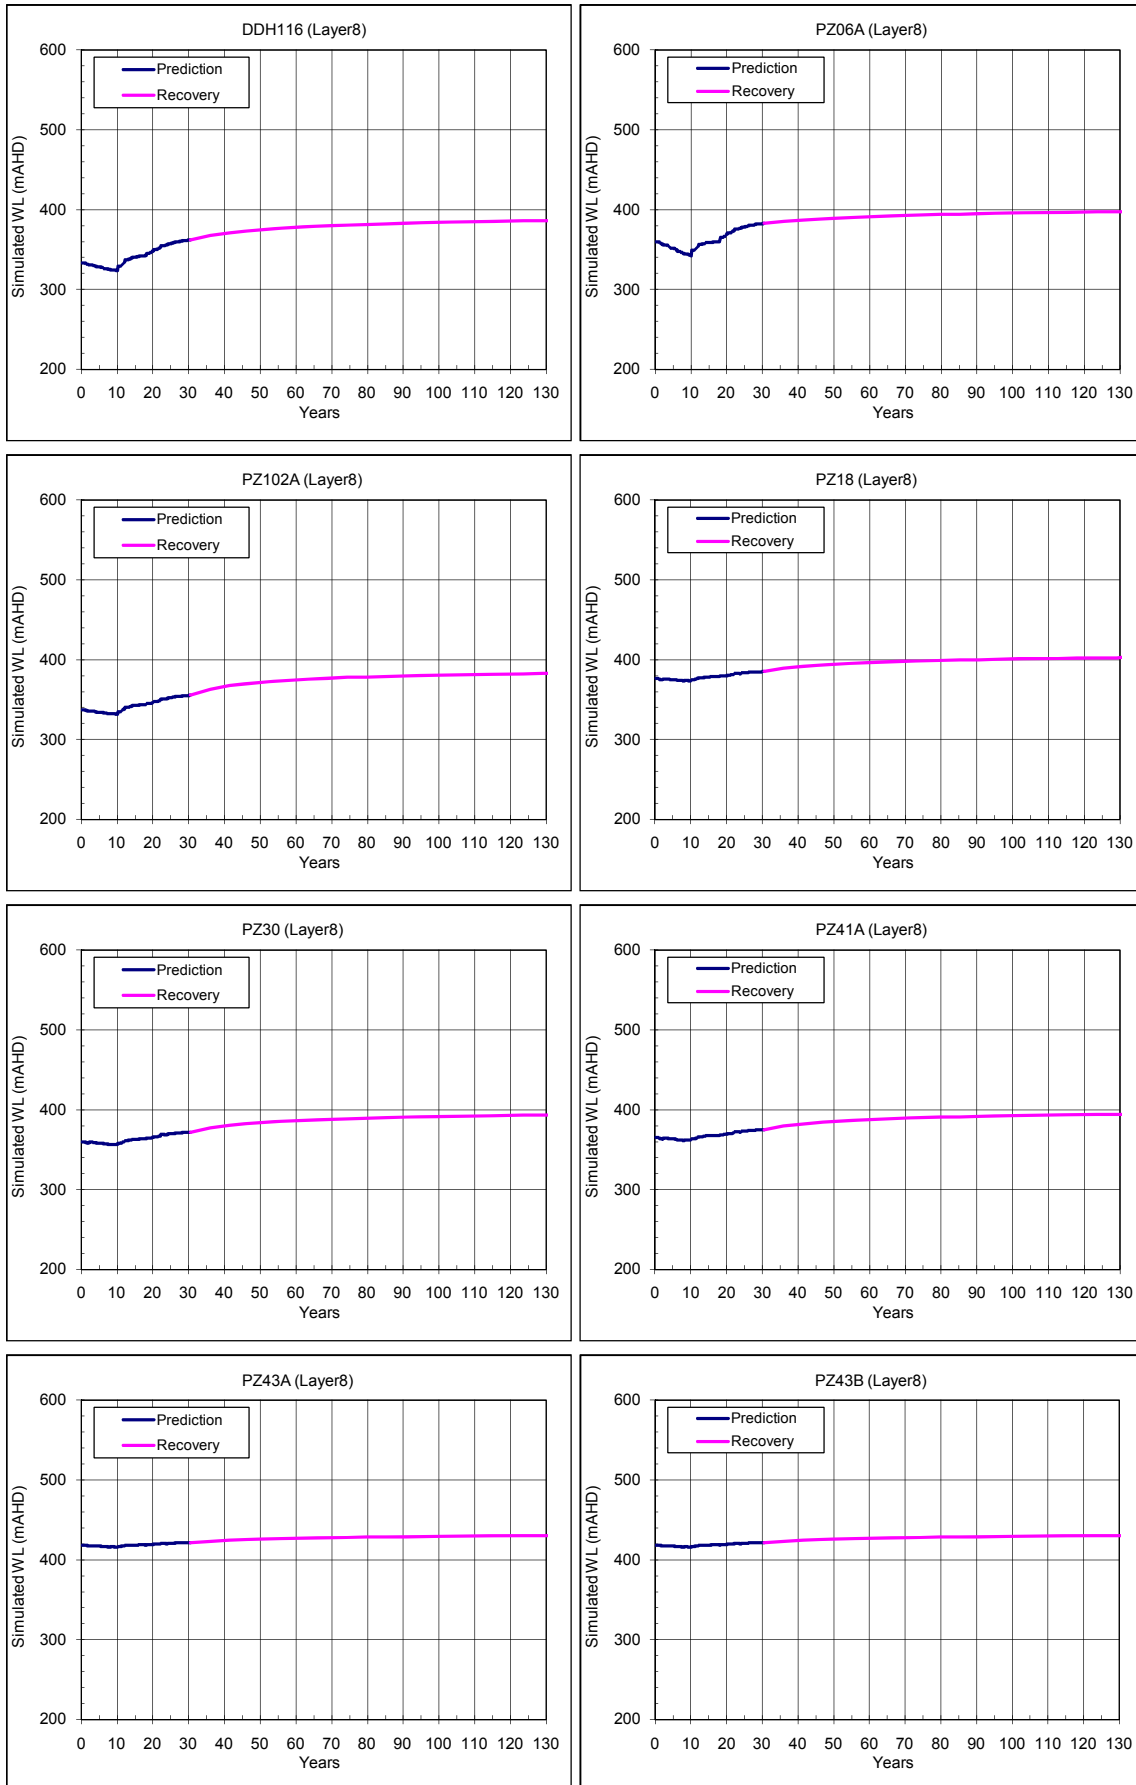 DDH116 (Layer8)
600
500
400
300
200
Simulated WL (mAHD)
Prediction
Recovery
0 10 20 30 40 50 60 70 80 90 100 110 120 130
Years
PZ06A (Layer8)
600
500
400
300
200
Simulated WL (mAHD)
Prediction
Recovery
0 10 20 30 40 50 60 70 80 90 100 110 120 130
Years
PZ102A (Layer8)
600
500
400
300
200
Simulated WL (mAHD)
Prediction
Recovery
0 10 20 30 40 50 60 70 80 90 100 110 120 130
Years
PZ18 (Layer8)
600
500
400
300
200
Simulated WL (mAHD)
Prediction
Recovery
0 10 20 30 40 50 60 70 80 90 100 110 120 130
Years
PZ30 (Layer8)
600
500
400
300
200
Simulated WL (mAHD)
Prediction
Recovery
0 10 20 30 40 50 60 70 80 90 100 110 120 130
Years
PZ41A (Layer8)
600
500
400
300
200
Simulated WL (mAHD)
Prediction
Recovery
0 10 20 30 40 50 60 70 80 90 100 110 120 130
Years
PZ43A (Layer8)
600
500
400
300
200
Simulated WL (mAHD)
Prediction
Recovery
0 10 20 30 40 50 60 70 80 90 100 110 120 130
Years
PZ43B (Layer8)
600
500
400
300
200
Simulated WL (mAHD)
Prediction
Recovery
0 10 20 30 40 50 60 70 80 90 100 110 120 130
Years